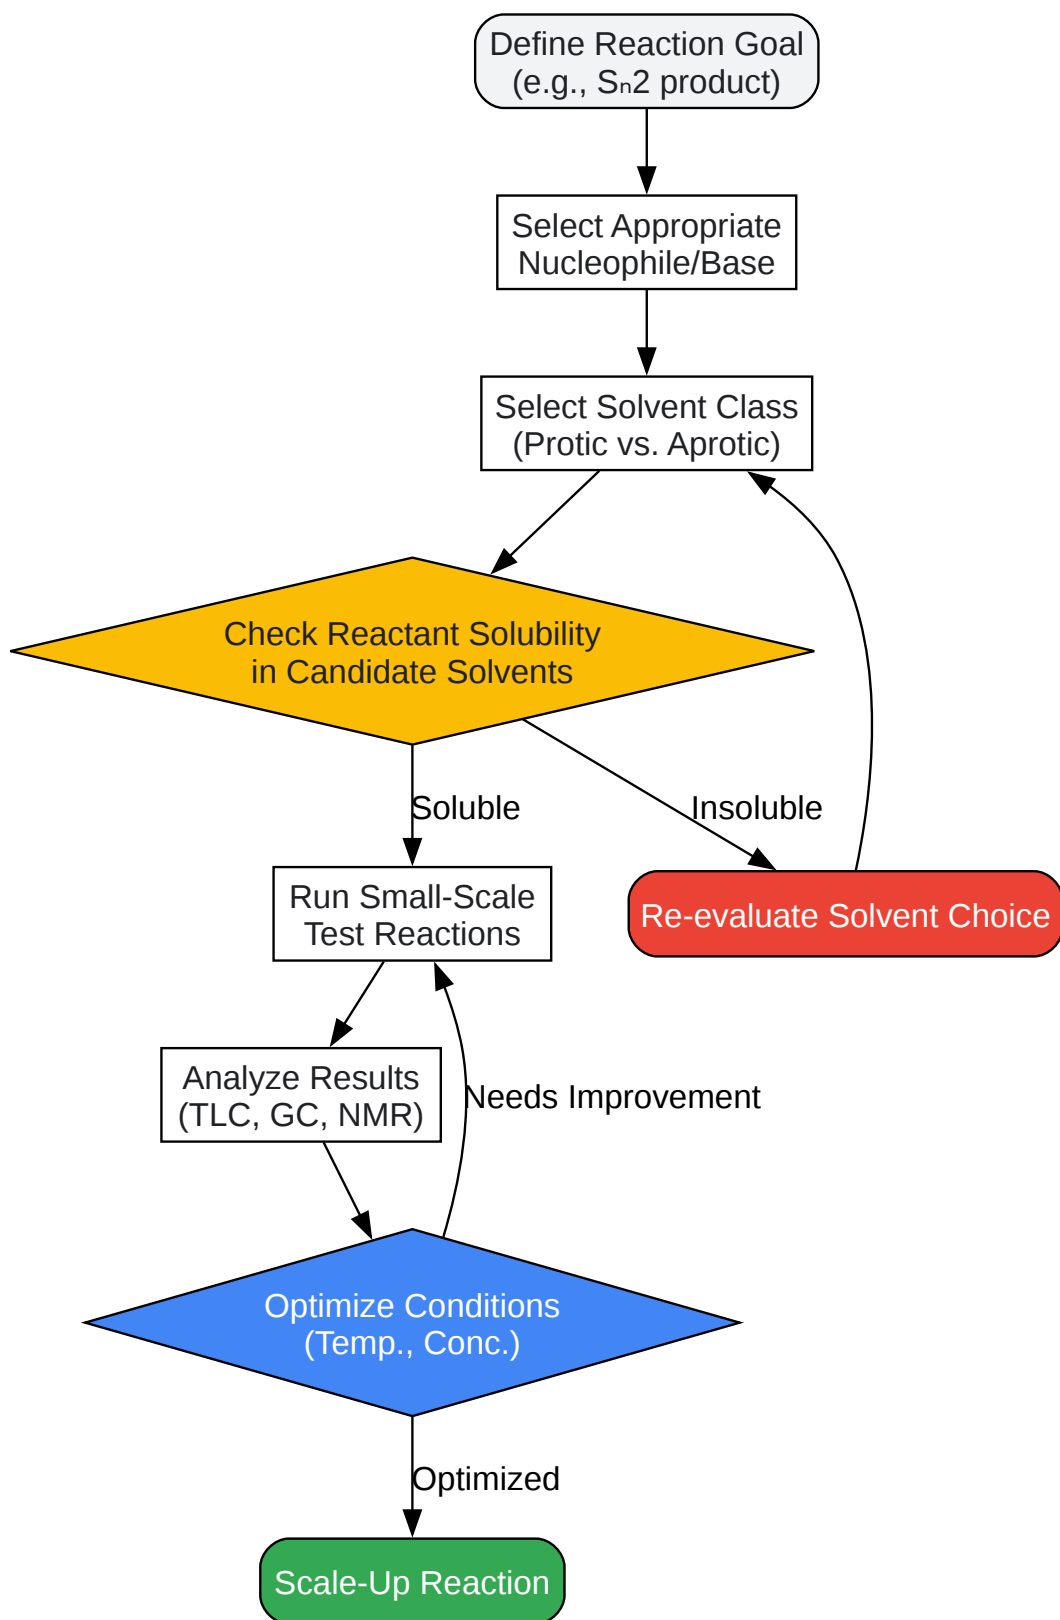 Define Reaction Goal
(e.g., Sₙ2 product)
Select Appropriate
Nucleophile/Base
Select Solvent Class
(Protic vs. Aprotic)
Check Reactant Solubility
in Candidate Solvents
Soluble
Insoluble
Run Small-Scale
Test Reactions
Re-evaluate Solvent Choice
Analyze Results
(TLC, GC, NMR)
Needs Improvement
Optimize Conditions
(Temp., Conc.)
Optimized
Scale-Up Reaction